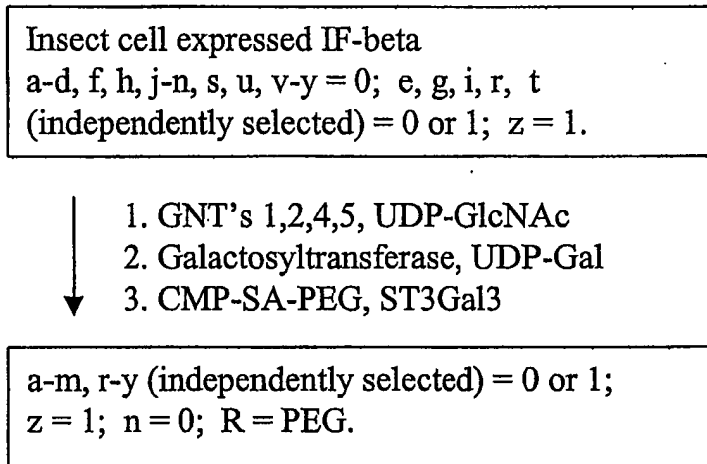 Insect cell expressed IF-beta
a-d, f, h, j-n, s, u, v-y = 0; e, g, i, r, t
(independently selected) = 0 or 1; z = 1.
1. GNT's 1,2,4,5, UDP-GlcNAc
2. Galactosyltransferase, UDP-Gal
3. CMP-SA-PEG, ST3Gal3
a-m, r-y (independently selected) = 0 or 1;
z = 1; n = 0; R = PEG.